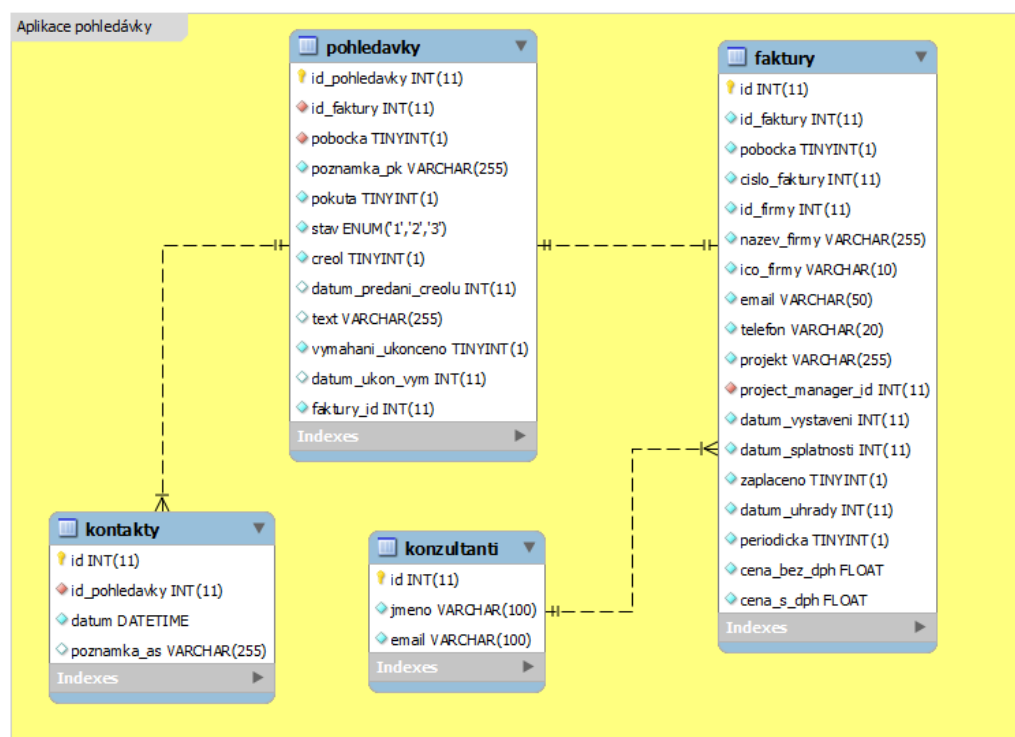 Aplikace pohledávky
pohledavky
id_pohledavky INT(11)
id_faktury INT(11)
pobocka TINYINT(1)
poznamka_pk VARCHAR(255)
pokuta TINYINT(1)
stav ENUM('1','2','3')
creol TINYINT(1)
datum_predani_creolu INT(11)
text VARCHAR(255)
vymahani_ukonceno TINYINT(1)
datum_ukon_vym INT(11)
faktury_id INT(11)
Indexes
faktury
id INT(11)
id_faktury INT(11)
pobocka TINYINT(1)
cislo_faktury INT(11)
id_firmy INT(11)
nazev_firmy VARCHAR(255)
ico_firmy VARCHAR(10)
email VARCHAR(50)
telefon VARCHAR(20)
projekt VARCHAR(255)
project_manager_id INT(11)
datum_vystaveni INT(11)
datum_splatnosti INT(11)
zaplaceno TINYINT(1)
datum_uhrady INT(11)
periodicka TINYINT(1)
cena_bez_dph FLOAT
cena_s_dph FLOAT
Indexes
kontakty
id INT(11)
id_pohledavky INT(11)
datum DATETIME
poznamka_as VARCHAR(255)
Indexes
konzultanti
id INT(11)
jmeno VARCHAR(100)
email VARCHAR(100)
Indexes